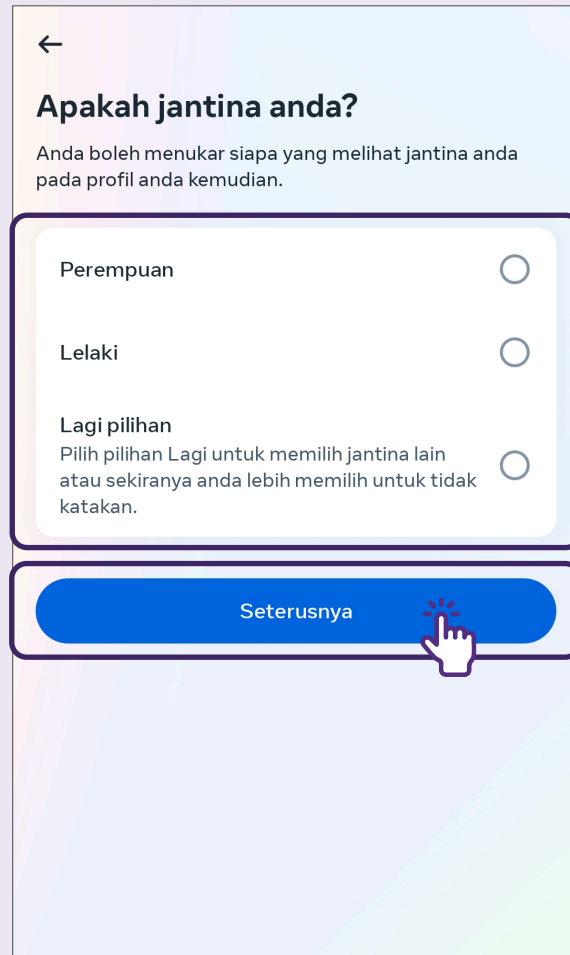 Apakah jantina anda?
Anda boleh menukar siapa yang melihat jantina anda
pada profil anda kemudian.
Perempuan
Lelaki
Lagi pilihan
Pilih pilihan Lagi untuk memilih jantina lain
atau sekiranya anda lebih memilih untuk tidak
katakan.
Seterusnya